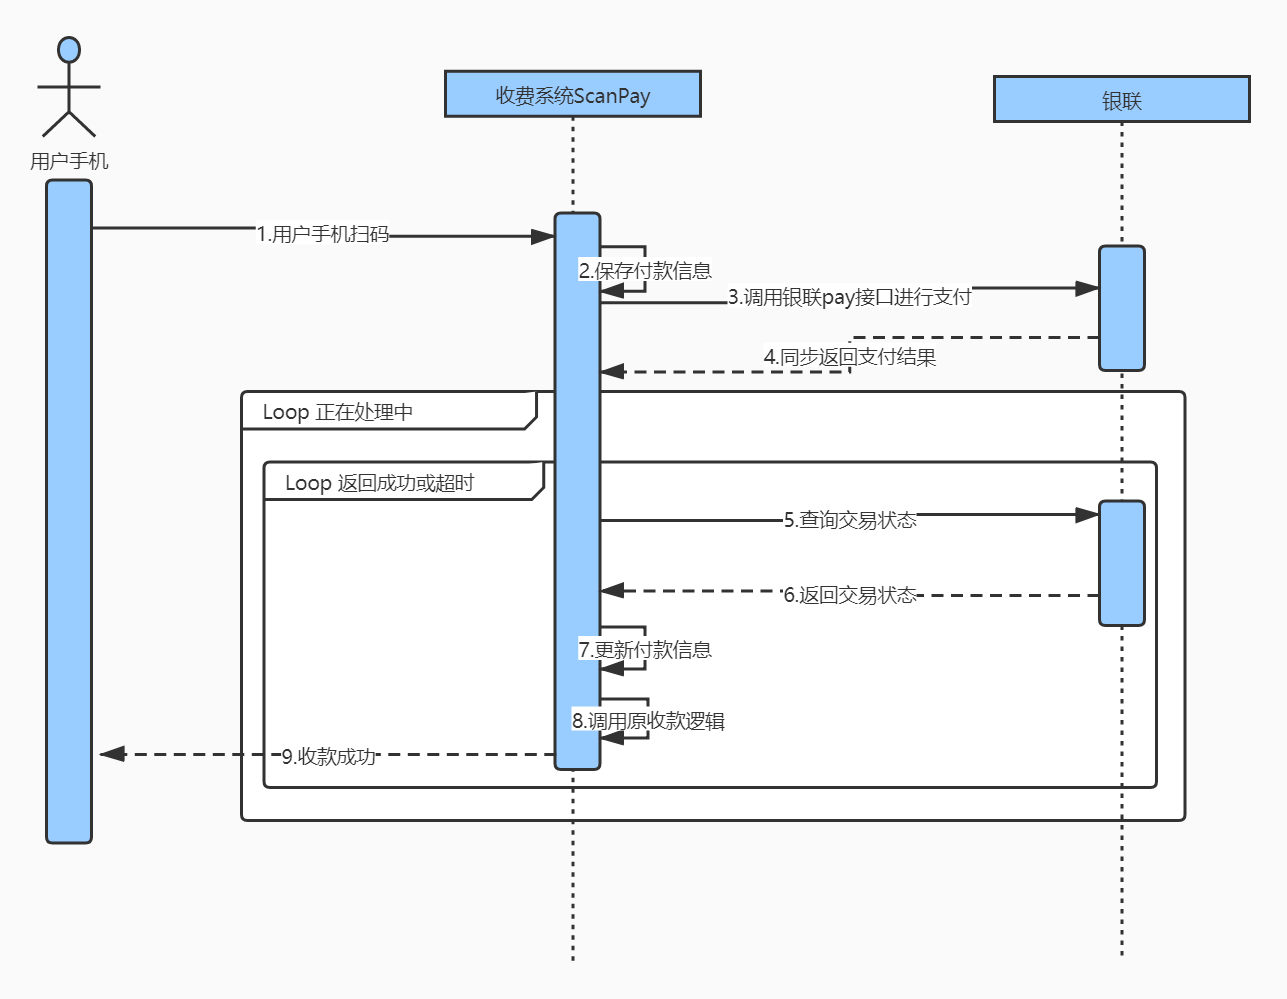 用户手机
收费系统ScanPay
银联
1.用户手机扫码
2.保存付款信息
3.调用银联pay接口进行支付
4.同步返回支付结果
Loop 正在处理中
Loop 返回成功或超时
5.查询交易状态
6.返回交易状态
7.更新付款信息
8.调用原收款逻辑
9.收款成功